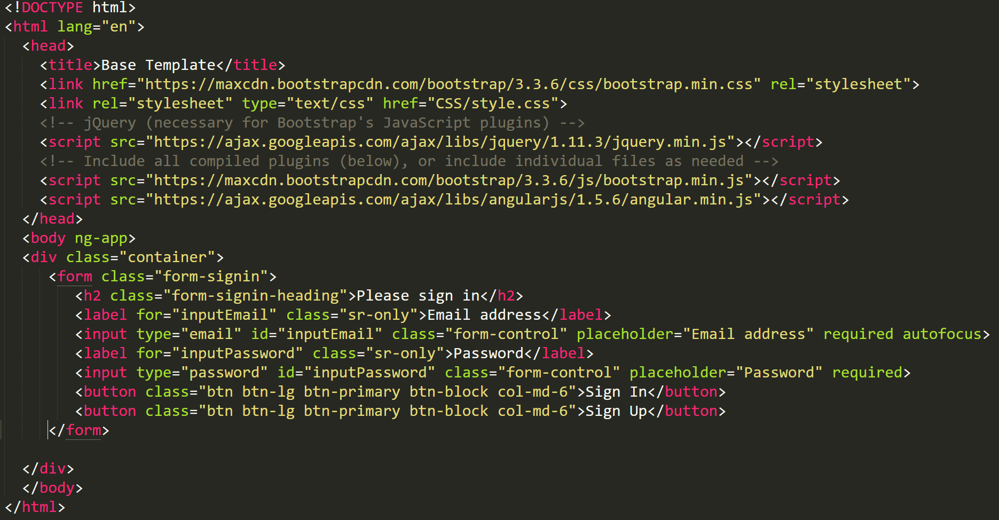 <!DOCTYPE html>
<html lang="en">
  <head>
    <title>Base Template</title>
    <link href="https://maxcdn.bootstrapcdn.com/bootstrap/3.3.6/css/bootstrap.min.css" rel="stylesheet">
    <link rel="stylesheet" type="text/css" href="CSS/style.css">
    <!-- jQuery (necessary for Bootstrap's JavaScript plugins) -->
    <script src="https://ajax.googleapis.com/ajax/libs/jquery/1.11.3/jquery.min.js"></script>
    <!-- Include all compiled plugins (below), or include individual files as needed -->
    <script src="https://maxcdn.bootstrapcdn.com/bootstrap/3.3.6/js/bootstrap.min.js"></script>
    <script src="https://ajax.googleapis.com/ajax/libs/angularjs/1.5.6/angular.min.js"></script>
  </head>
  <body ng-app>
  <div class="container">
     <form class="form-signin">
        <h2 class="form-signin-heading">Please sign in</h2>
        <label for="inputEmail" class="sr-only">Email address</label>
        <input type="email" id="inputEmail" class="form-control" placeholder="Email address" required autofocus>
        <label for="inputPassword" class="sr-only">Password</label>
        <input type="password" id="inputPassword" class="form-control" placeholder="Password" required>
        <button class="btn btn-lg btn-primary btn-block col-md-6">Sign In</button>
        <button class="btn btn-lg btn-primary btn-block col-md-6">Sign Up</button>
     </form>

  </div>
  </body>
</html>